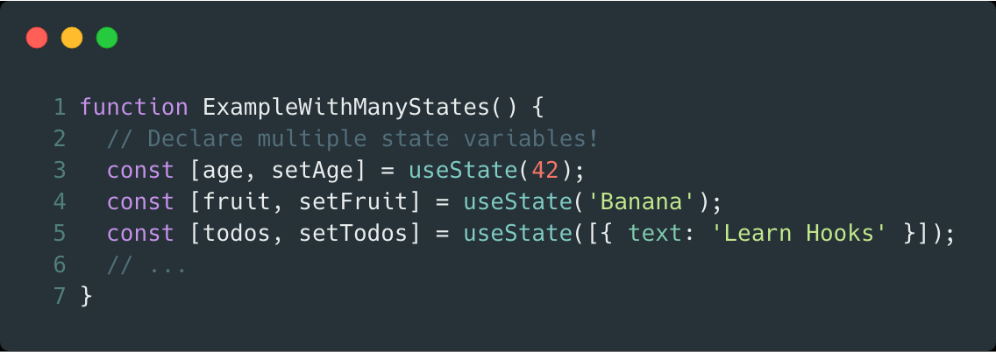 1 function ExampleWithManyStates() {
2   // Declare multiple state variables!
3   const [age, setAge] = useState(42);
4   const [fruit, setFruit] = useState('Banana');
5   const [todos, setTodos] = useState([{ text: 'Learn Hooks' }]);
6   // ...
7 }